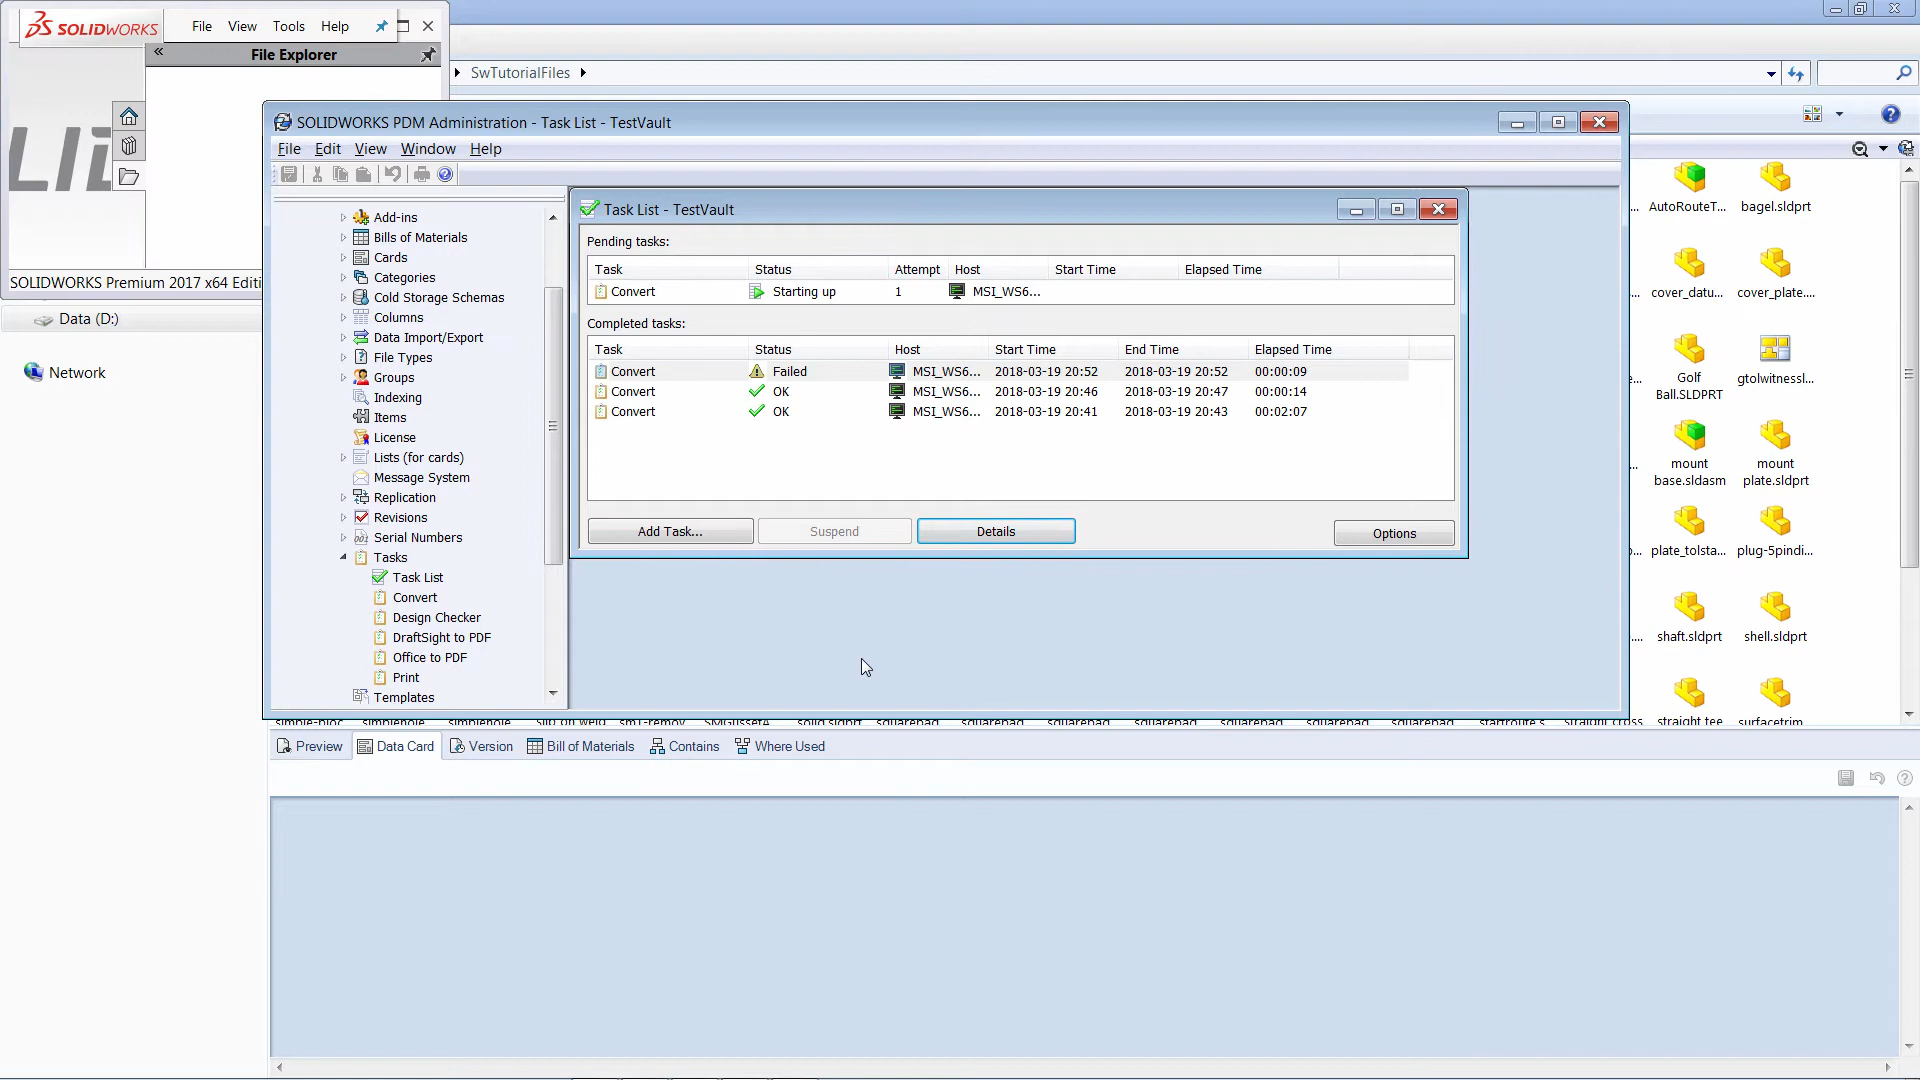 SOLIDWORKS
File View Tools Help
File Explorer
SOLIDWORKS Premium 2017 x64 Editi
SwTutorialFiles
SOLIDWORKS PDM Administration - Task List - TestVault
File Edit View Window Help
Data (D:)
Network
Add-ins
Bills of Materials
Cards
Categories
Cold Storage Schemas
Columns
Data Import/Export
File Types
Groups
Indexing
Items
License
Lists (for cards)
Message System
Replication
Revisions
Serial Numbers
Tasks
Task List
Convert
Design Checker
DraftSight to PDF
Office to PDF
Print
Templates
Task List - TestVault
Pending tasks:
Task Status Attempt Host Start Time Elapsed Time
Convert Starting up 1 MSI_WS6...
Completed tasks:
Task Status Host Start Time End Time Elapsed Time
Convert Failed MSI_WS6... 2018-03-19 20:52 2018-03-19 20:52 00:00:09
Convert OK MSI_WS6... 2018-03-19 20:46 2018-03-19 20:47 00:00:14
Convert OK MSI_WS6... 2018-03-19 20:41 2018-03-19 20:43 00:02:07
Add Task... Suspend Details Options
AutoRouteT... bagel.sldprt
cover_datu... cover_plate....
Golf Ball.SLDPRT gtolwitnessl...
mount base.sldasm mount plate.sldprt
plate_tolsta... plug-5pindi...
shaft.sldprt shell.sldprt
straight tee surfacetrim
Preview Data Card Version Bill of Materials Contains Where Used